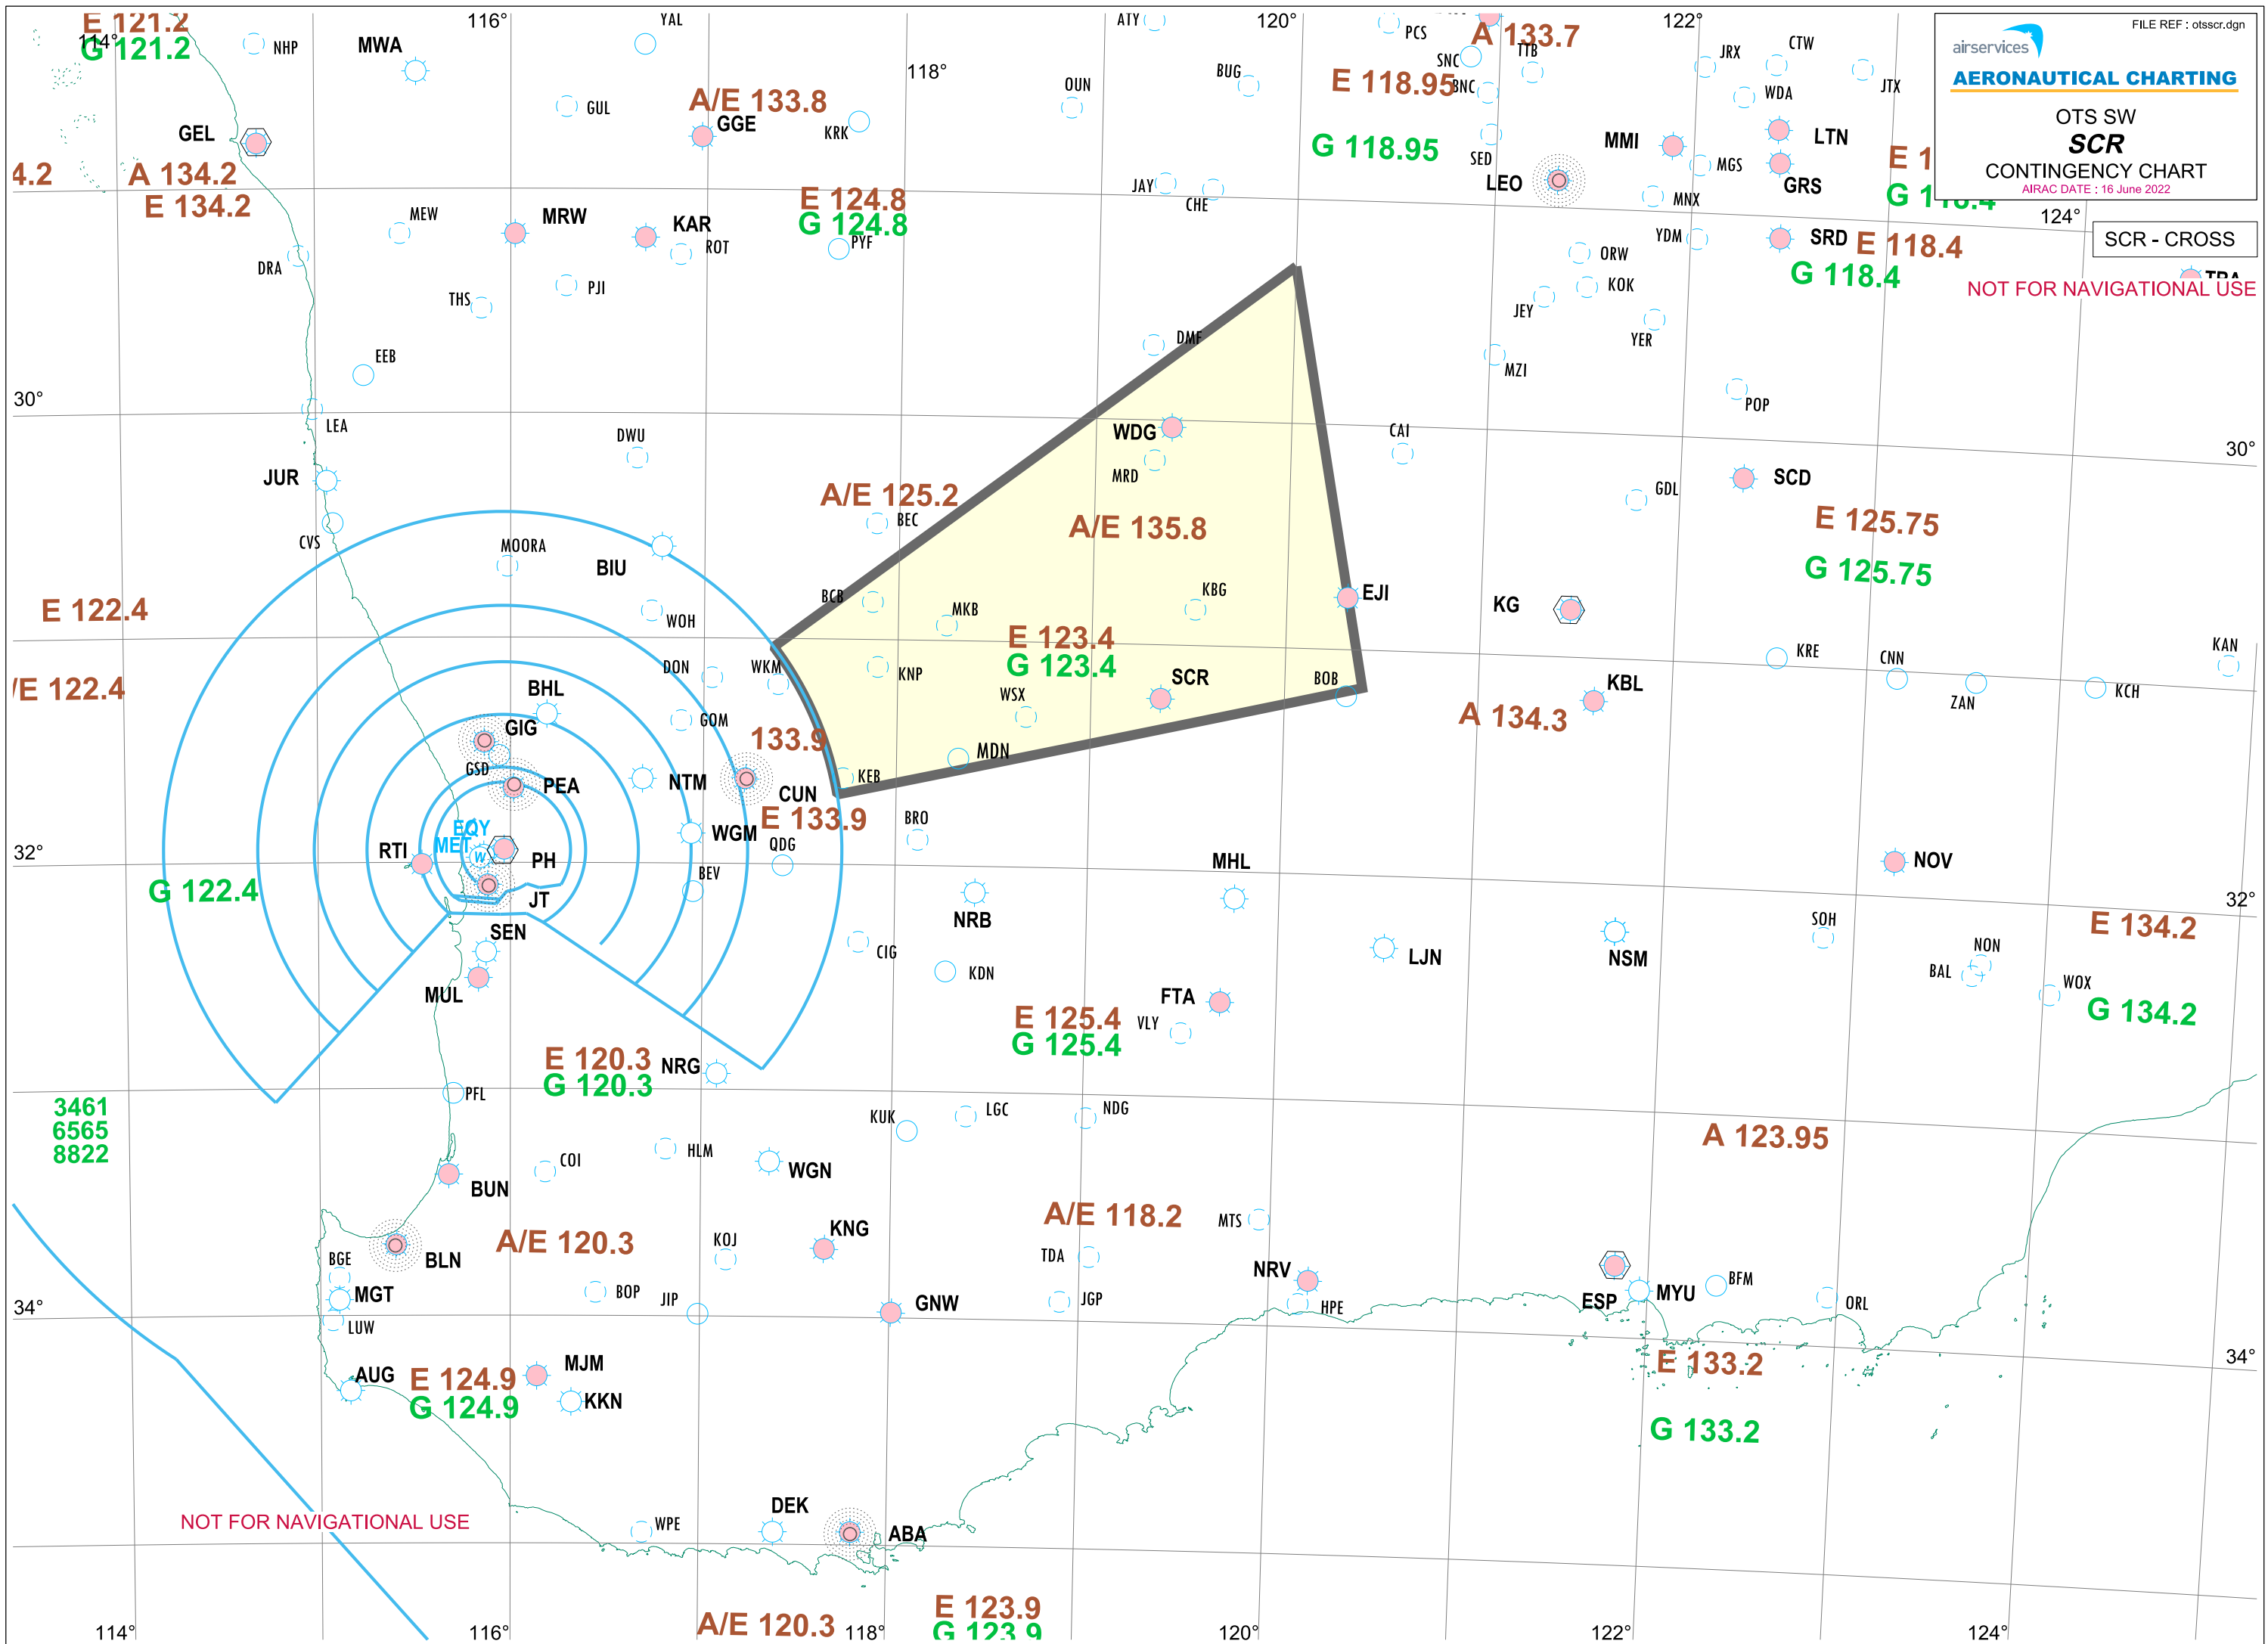 E 121.2
114°
G 121.2
NHP
MWA
116°
YAL
118°
ATY
120°
PCS
A 133.7
SNC
TTB
BNC
122°
JRX
CTW
WDA
JTX
FILE REF : otsscr.dgn
airservices
AERONAUTICAL CHARTING
OTS SW
SCR
CONTINGENCY CHART
AIRAC DATE : 16 June 2022
124°
SCR - CROSS
NOT FOR NAVIGATIONAL USE
GEL
GUL
A/E 133.8
GGE
KRK
OUN
BUG
E 118.95
G 118.95
SED
LEO
MMI
MGS
LTN
GRS
MNX
4.2
A 134.2
E 134.2
MEW
MRW
KAR
ROT
E 124.8
G 124.8
PYF
JAY
CHE
ORW
YDM
SRD
E 118.4
G 118.4
DRA
THS
PJI
KOK
JEY
YER
EEB
DMF
MZI
POP
30°
LEA
DWU
WDG
MRD
CAI
30°
JUR
A/E 125.2
BEC
A/E 135.8
GDL
SCD
E 125.75
G 125.75
CVS
MOORA
BIU
BCB
MKB
KBG
EJI
KG
E 122.4
WOH
E 123.4
G 123.4
KRE
CNN
KAN
/E 122.4
DON
WKM
KNP
WSX
SCR
BOB
KBL
ZAN
KCH
BHL
GIG
GOM
133.9
A 134.3
GSD
PEA
NTM
CUN
KEB
MDN
E 133.9
EQY
MET
W
RTI
PH
WGM
QDG
BRO
32°
MHL
NOV
32°
G 122.4
JT
BEV
NRB
SEN
CIG
KDN
LJN
NSM
SOH
E 134.2
NON
BAL
WOX
G 134.2
MUL
FTA
E 125.4
G 125.4
VLY
E 120.3
G 120.3
NRG
PFL
3461
6565
8822
KUK
LGC
NDG
A 123.95
COI
HLM
WGN
BUN
A/E 118.2
MTS
A/E 120.3
KOJ
KNG
TDA
BLN
BGE
MGT
BOP
JIP
GNW
JGP
NRV
HPE
ESP
MYU
BFM
ORL
34°
LUW
34°
AUG
E 124.9
G 124.9
MJM
KKN
E 133.2
G 133.2
NOT FOR NAVIGATIONAL USE
WPE
DEK
ABA
114°
116°
A/E 120.3
118°
E 123.9
G 123.9
120°
122°
124°